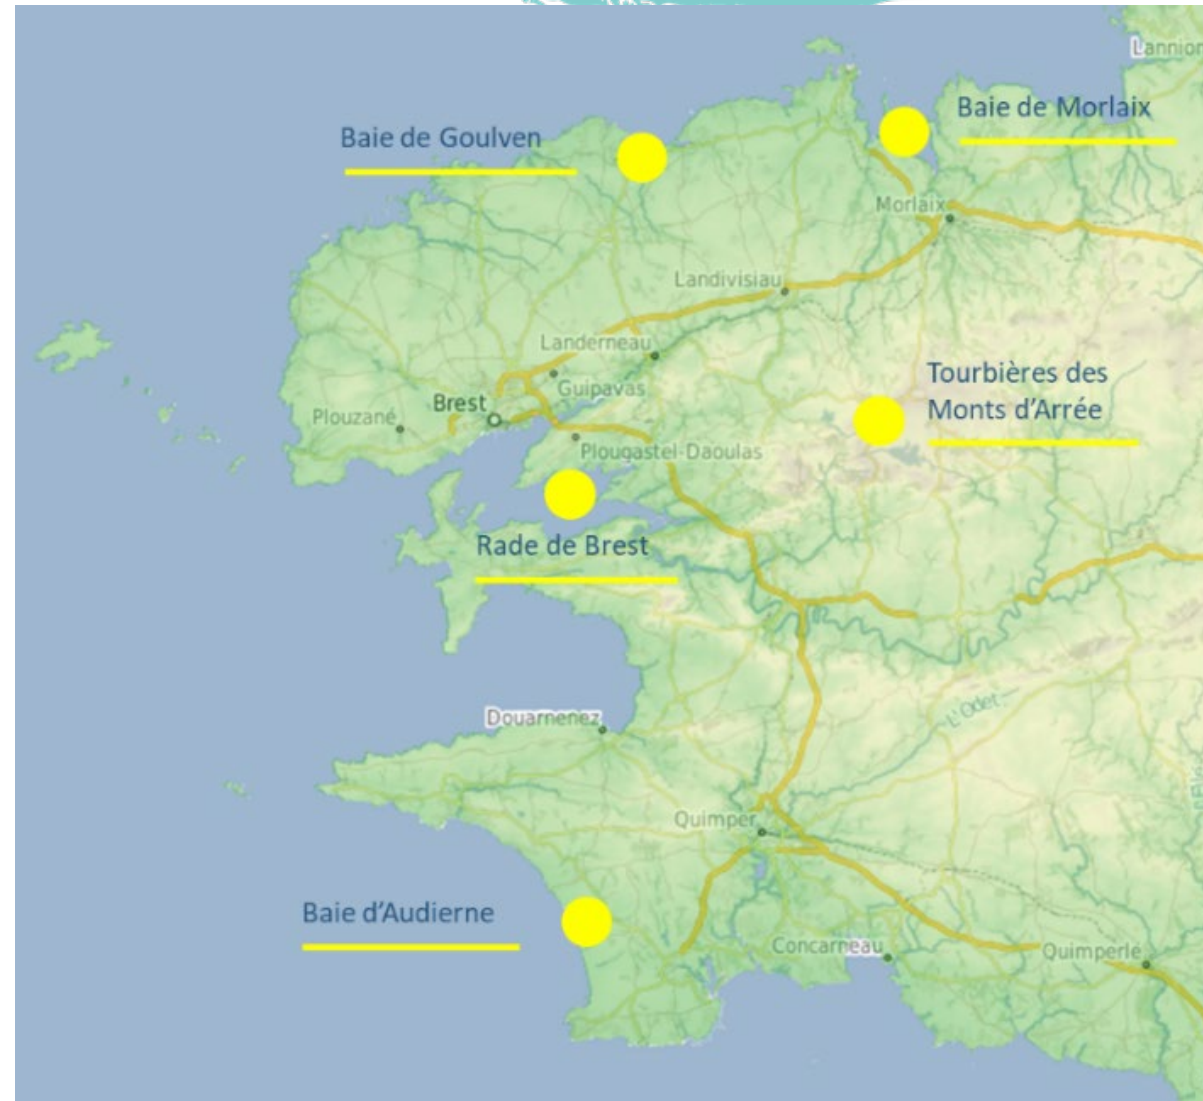 Lannion
Baie de Morlaix
Baie de Goulven
Morlaix
Landivisiau
Landerneau
Guipavas
Tourbières des
Monts d'Arrée
Brest
Plouzané
Plougastel-Daoulas
Rade de Brest
L'Odet
Douarnenez
Quimper
Baie d'Audierne
Concarneau
Quimperlé